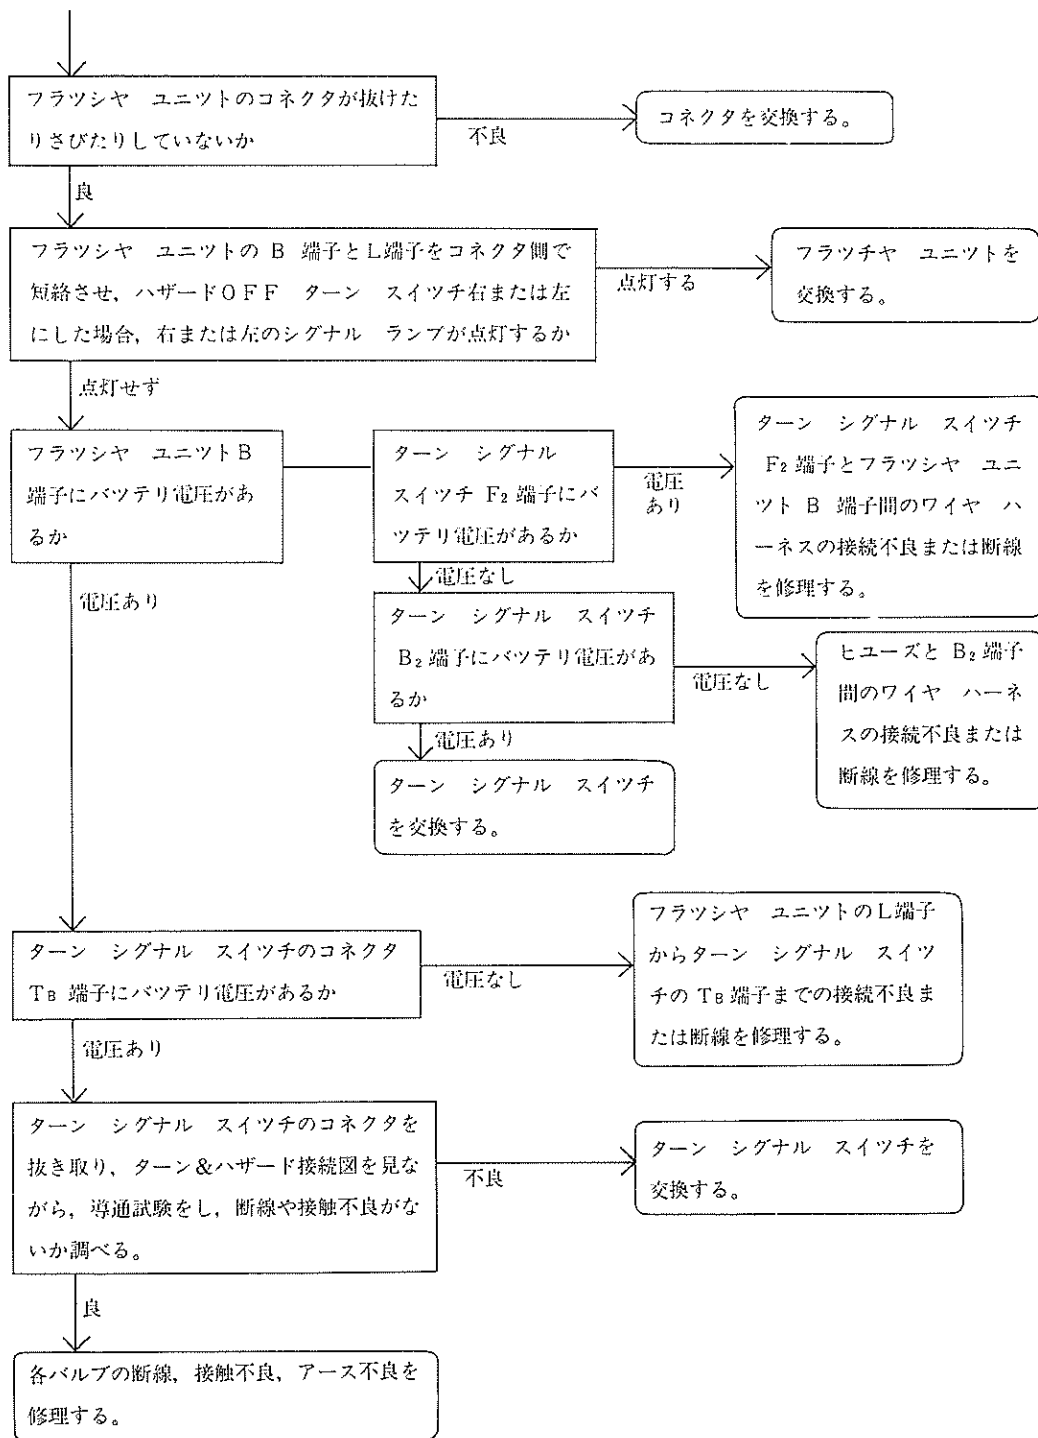 フラツシヤ ユニツトのコネクタが抜けた
りさびたりしていないか
不良
コネクタを交換する。
良
フラツシヤ ユニツトの B 端子とL端子をコネクタ側で
短絡させ，ハザードOFF ターン スイツチ右または左
にした場合，右または左のシグナル ランプが点灯するか
点灯する
フラツチヤ ユニツトを
交換する。
点灯せず
フラツシヤ ユニツトB
端子にバツテリ電圧があ
るか
ターン シグナル
スイツチ F₂ 端子にバ
ツテリ電圧があるか
電圧
あり
ターン シグナル スイツチ
F₂ 端子とフラツシヤ ユニ
ツト B 端子間のワイヤ ハ
ーネスの接続不良または断線
を修理する。
電圧なし
電圧あり
ターン シグナル スイツチ
B₂ 端子にバツテリ電圧があ
るか
電圧なし
ヒユーズと B₂ 端子
間のワイヤ ハーネ
スの接続不良または
断線を修理する。
電圧あり
ターン シグナル スイツチ
を交換する。
ターン シグナル スイツチのコネクタ
TB 端子にバツテリ電圧があるか
電圧なし
フラツシヤ ユニツトのL端子
からターン シグナル スイツ
チの TB 端子までの接続不良ま
たは断線を修理する。
電圧あり
ターン シグナル スイツチのコネクタを
抜き取り，ターン＆ハザード接続図を見な
がら，導通試験をし，断線や接触不良がな
いか調べる。
不良
ターン シグナル スイツチを
交換する。
良
各バルブの断線，接触不良，アース不良を
修理する。